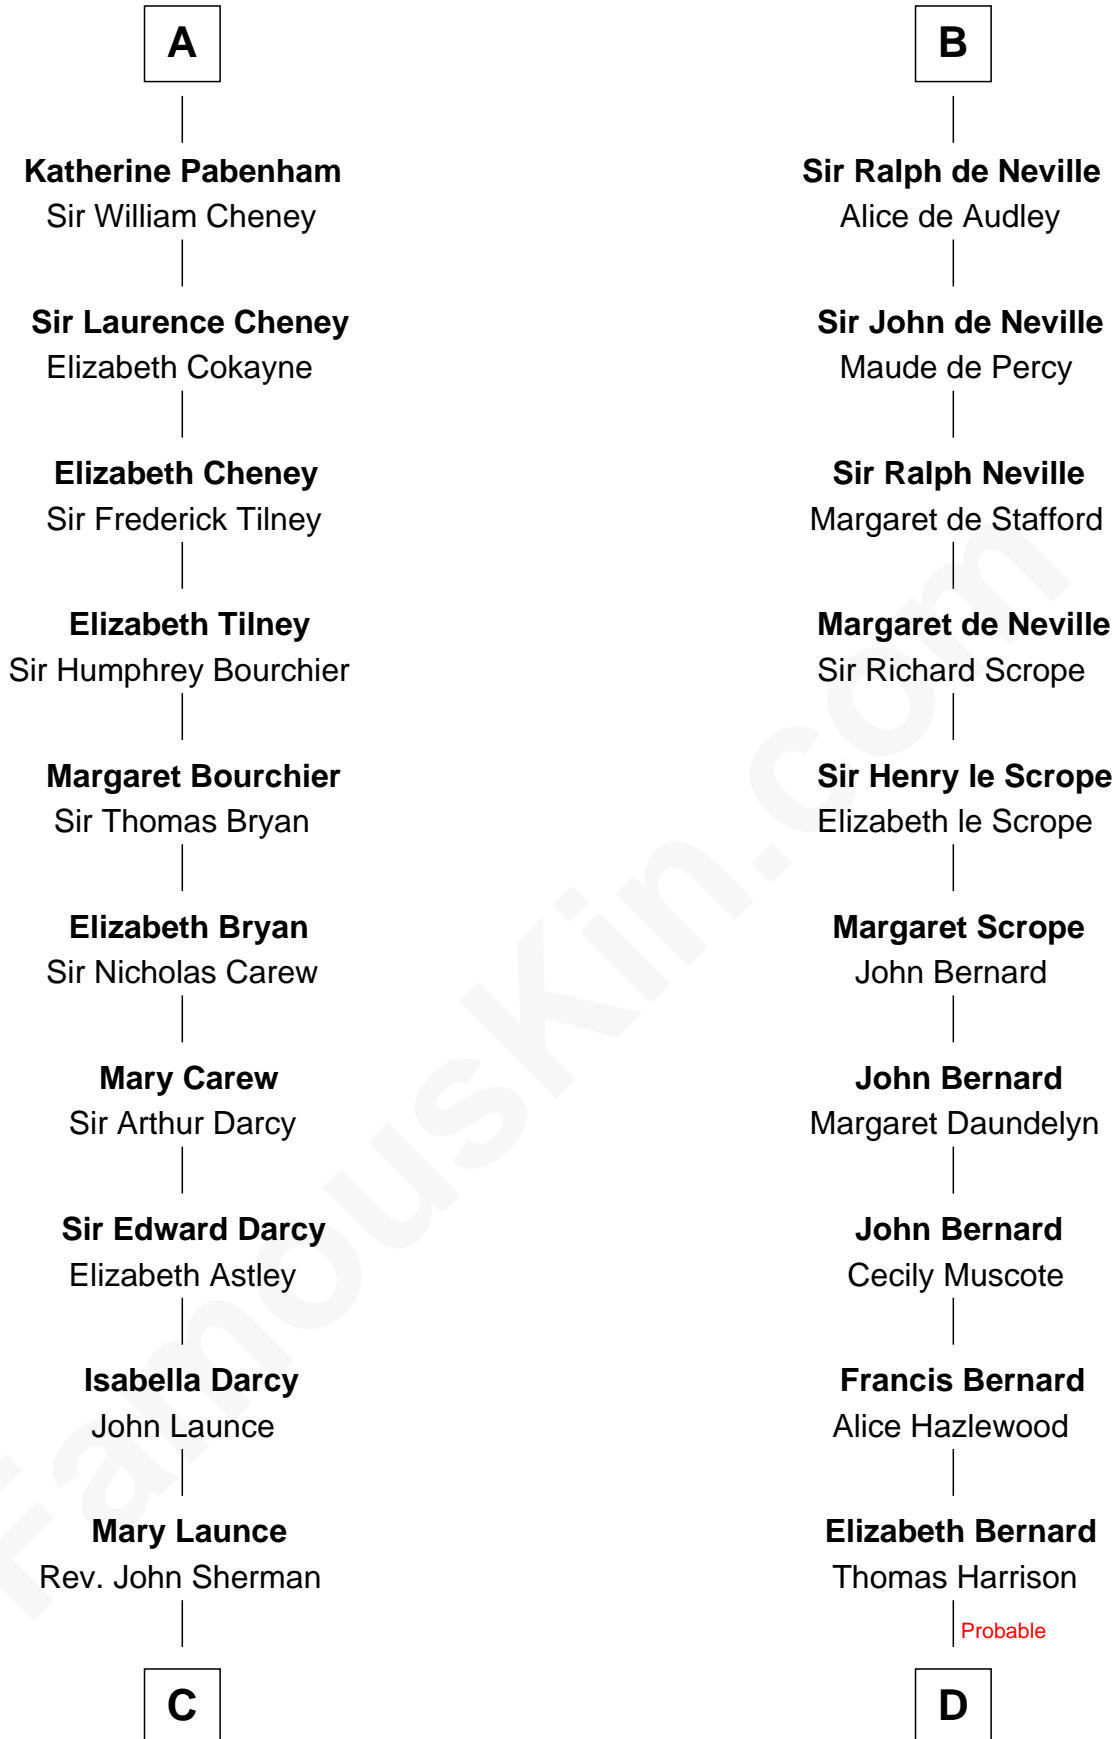 A
Katherine Pabenham
Sir William Cheney
Sir Laurence Cheney
Elizabeth Cokayne
Elizabeth Cheney
Sir Frederick Tilney
Elizabeth Tilney
Sir Humphrey Bourchier
Margaret Bourchier
Sir Thomas Bryan
Elizabeth Bryan
Sir Nicholas Carew
Mary Carew
Sir Arthur Darcy
Sir Edward Darcy
Elizabeth Astley
Isabella Darcy
John Launce
Mary Launce
Rev. John Sherman
C
B
Sir Ralph de Neville
Alice de Audley
Sir John de Neville
Maude de Percy
Sir Ralph Neville
Margaret de Stafford
Margaret de Neville
Sir Richard Scrope
Sir Henry le Scrope
Elizabeth le Scrope
Margaret Scrope
John Bernard
John Bernard
Margaret Daundelyn
John Bernard
Cecily Muscote
Francis Bernard
Alice Hazlewood
Elizabeth Bernard
Thomas Harrison
Probable
D
FamousKin.com